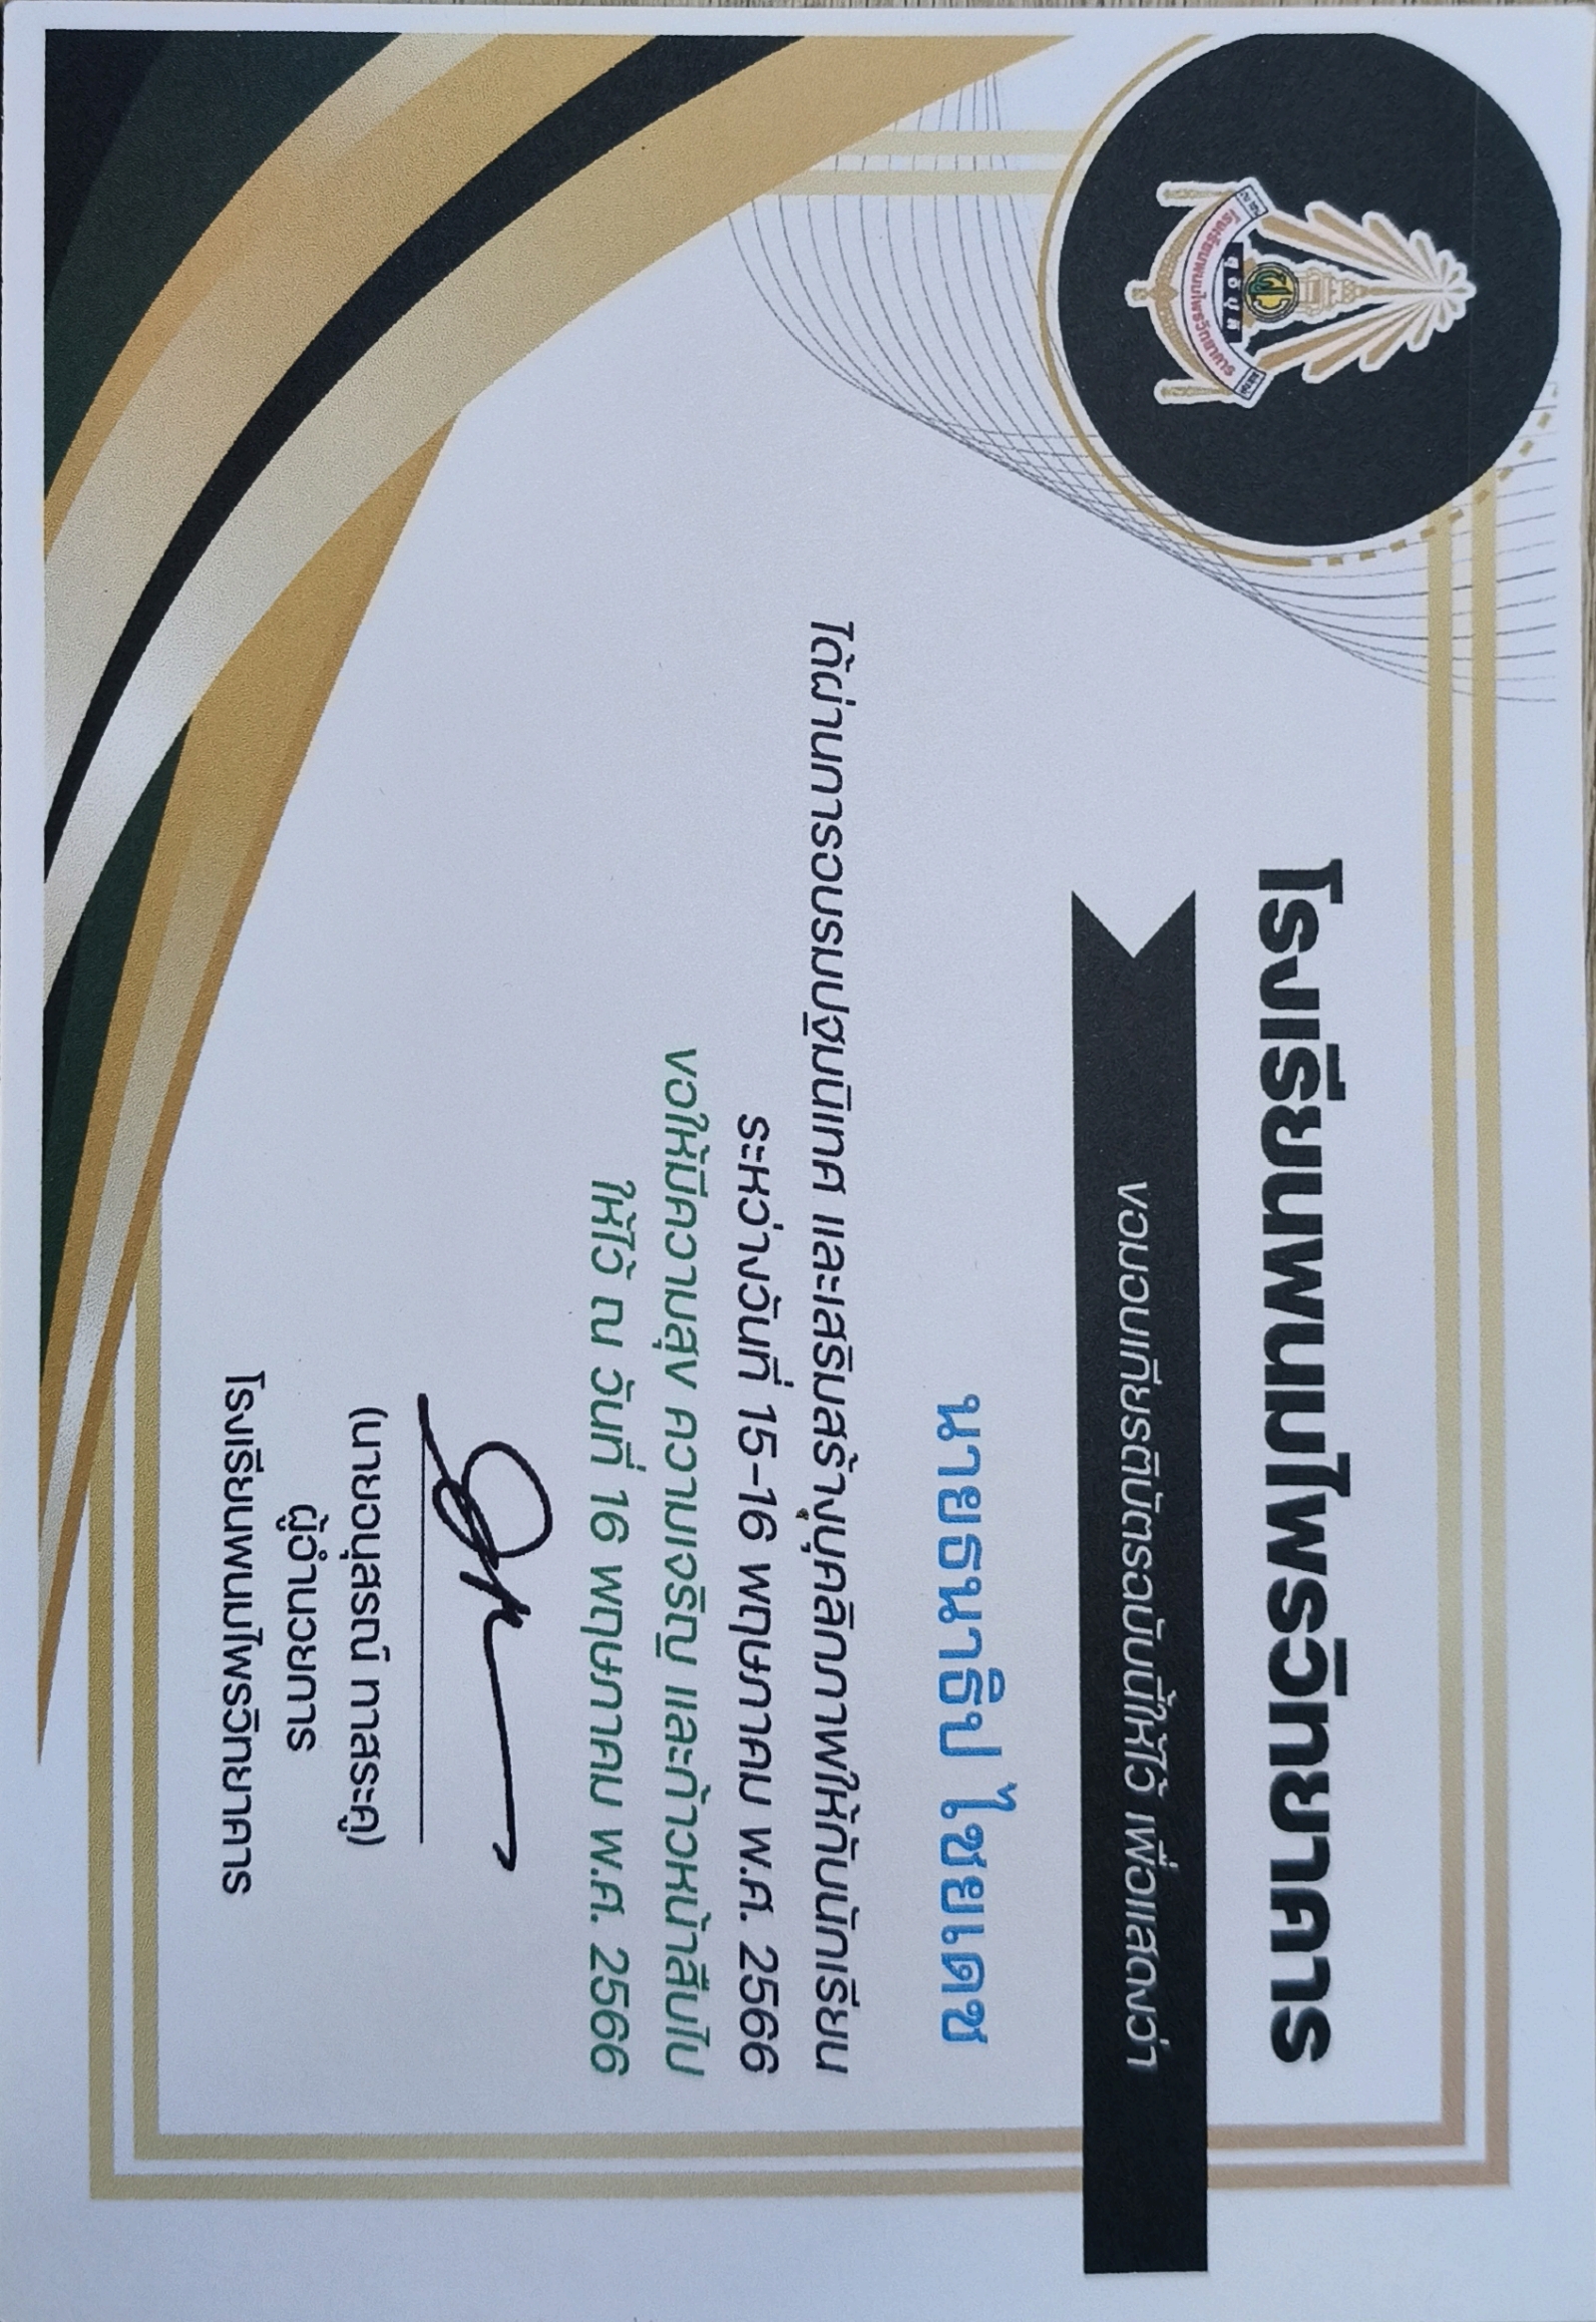 โรงเรียนพนมไพรวิทยาคาร
ขอมอบเกียรติบัตรฉบับนี้ให้ไว้ เพื่อแสดงว่า
นายธนาธิป ไชยเดช
ได้ผ่านการอบรมปฐมนิเทศ และเสริมสร้างบุคลิกภาพให้กับนักเรียน
ระหว่างวันที่ 15-16 พฤษภาคม พ.ศ. 2566
ขอให้มีความสุข ความเจริญ และก้าวหน้าสืบไป
ให้ไว้ ณ วันที่ 16 พฤษภาคม พ.ศ. 2566
(นายอนุสรณ์ ทาสระคู)
ผู้อำนวยการ
โรงเรียนพนมไพรวิทยาคาร